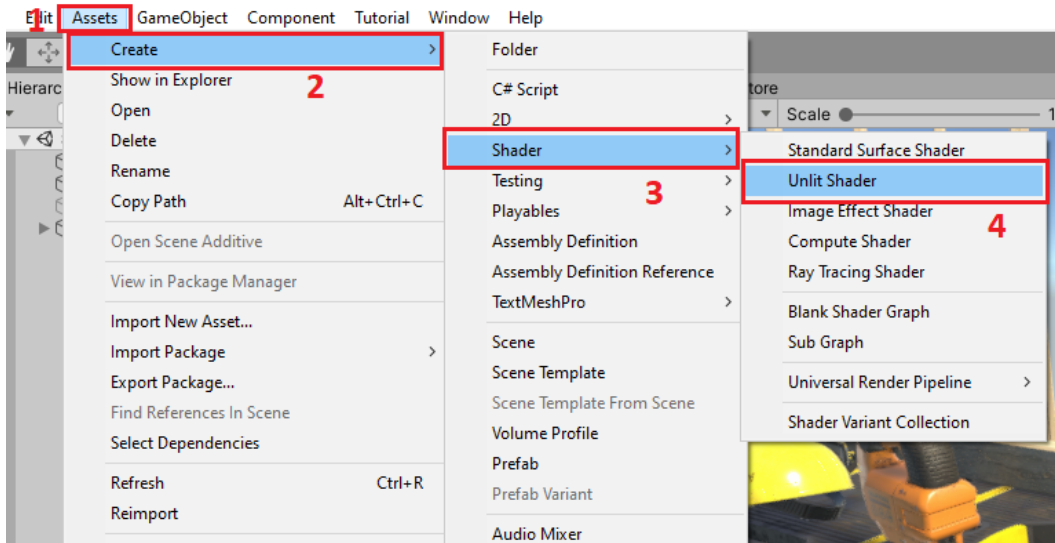 1
Edit Assets GameObject Component Tutorial Window Help
Create
2
Show in Explorer
Open
Delete
Rename
Copy Path Alt+Ctrl+C
Open Scene Additive
View in Package Manager
Import New Asset...
Import Package
Export Package...
Find References In Scene
Select Dependencies
Refresh Ctrl+R
Reimport
Hierarc
Folder
C# Script
2D
Shader
3
Testing
Playables
Assembly Definition
Assembly Definition Reference
TextMeshPro
Scene
Scene Template
Scene Template From Scene
Volume Profile
Prefab
Prefab Variant
Audio Mixer
tore
Scale 1
Standard Surface Shader
Unlit Shader
4
Image Effect Shader
Compute Shader
Ray Tracing Shader
Blank Shader Graph
Sub Graph
Universal Render Pipeline
Shader Variant Collection